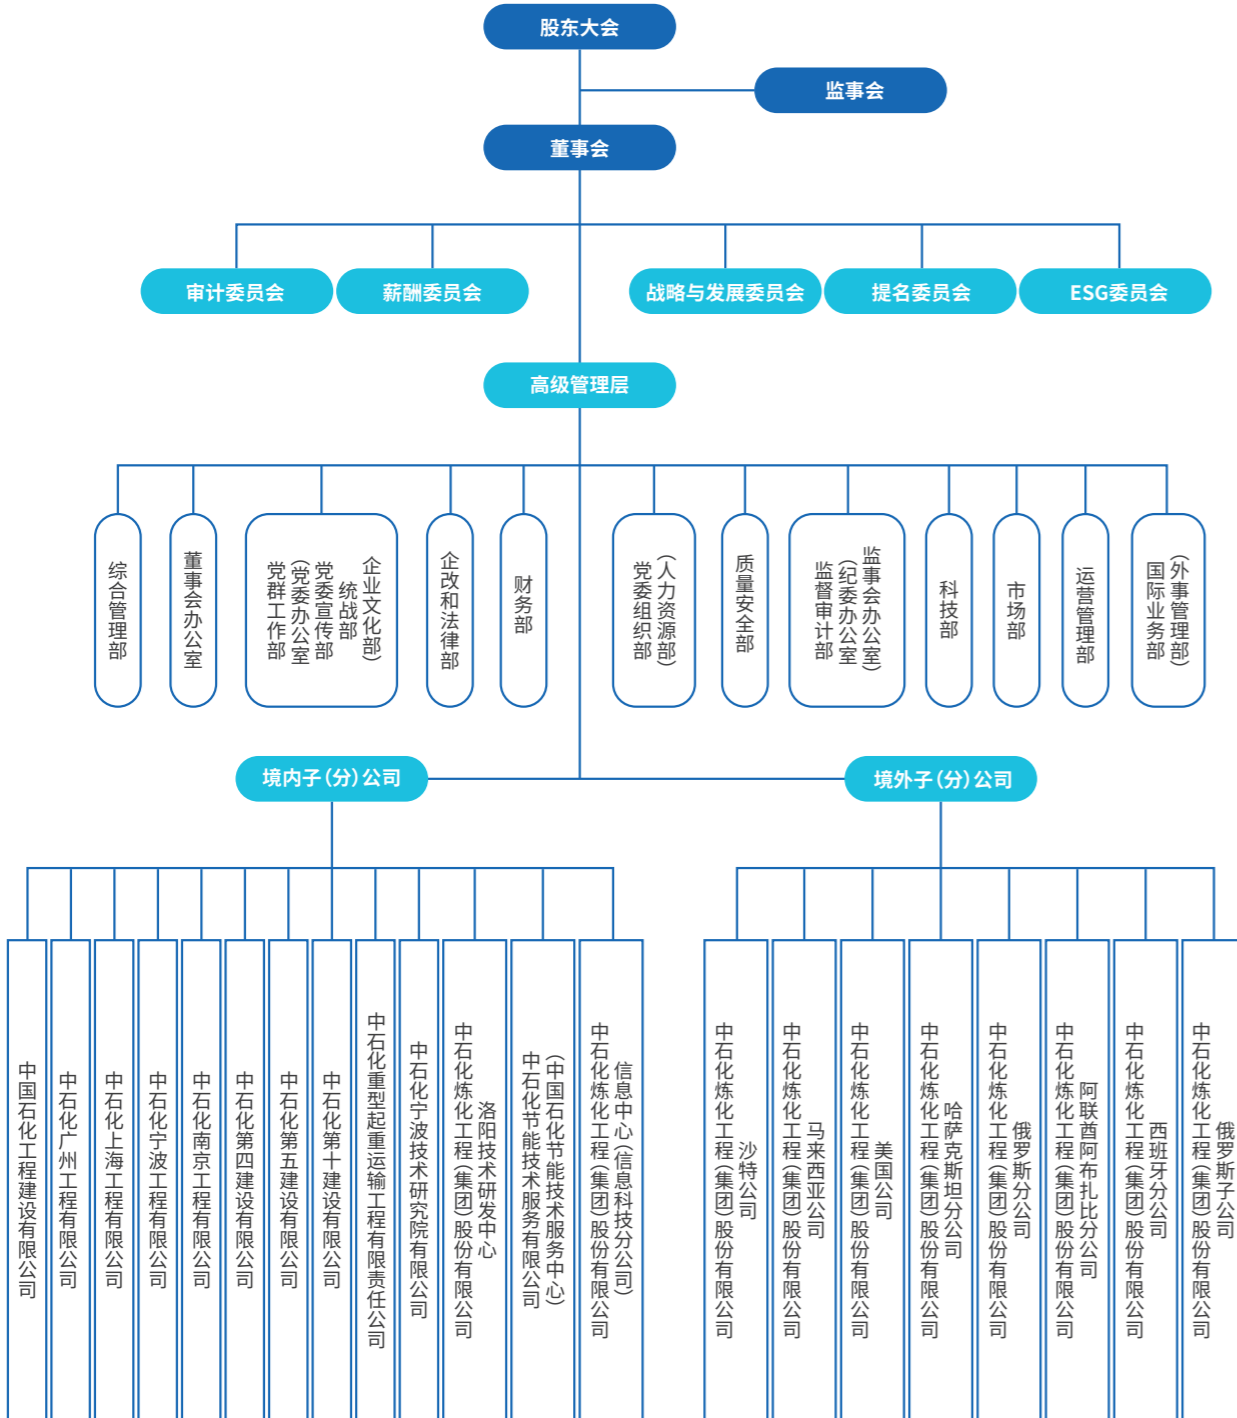 股东大会
监事会
董事会
审计委员会
薪酬委员会
战略与发展委员会
提名委员会
ESG委员会
高级管理层
综合管理部
董事会办公室
党群工作部
（党委办公室
党委宣传部
统战部
企业文化部）
企改和法律部
财务部
党委组织部
（人力资源部）
质量安全部
监督审计部
（纪委办公室
监事会办公室）
科技部
市场部
运营管理部
国际业务部
（外事管理部）
境内子（分）公司
境外子（分）公司
中国石化工程建设有限公司
中石化广州工程有限公司
中石化上海工程有限公司
中石化宁波工程有限公司
中石化南京工程有限公司
中石化第四建设有限公司
中石化第五建设有限公司
中石化第十建设有限公司
中石化重型起重运输工程有限责任公司
中石化宁波技术研究院有限公司
中石化炼化工程（集团）股份有限公司
洛阳技术研发中心
中石化节能技术服务有限公司
（中国石化节能技术服务中心）
中石化炼化工程（集团）股份有限公司
信息中心（信息科技分公司）
中石化炼化工程（集团）股份有限公司
沙特公司
中石化炼化工程（集团）股份有限公司
马来西亚公司
中石化炼化工程（集团）股份有限公司
美国公司
中石化炼化工程（集团）股份有限公司
哈萨克斯坦分公司
中石化炼化工程（集团）股份有限公司
俄罗斯分公司
中石化炼化工程（集团）股份有限公司
阿联酋阿布扎比分公司
中石化炼化工程（集团）股份有限公司
西班牙分公司
中石化炼化工程（集团）股份有限公司
俄罗斯子公司